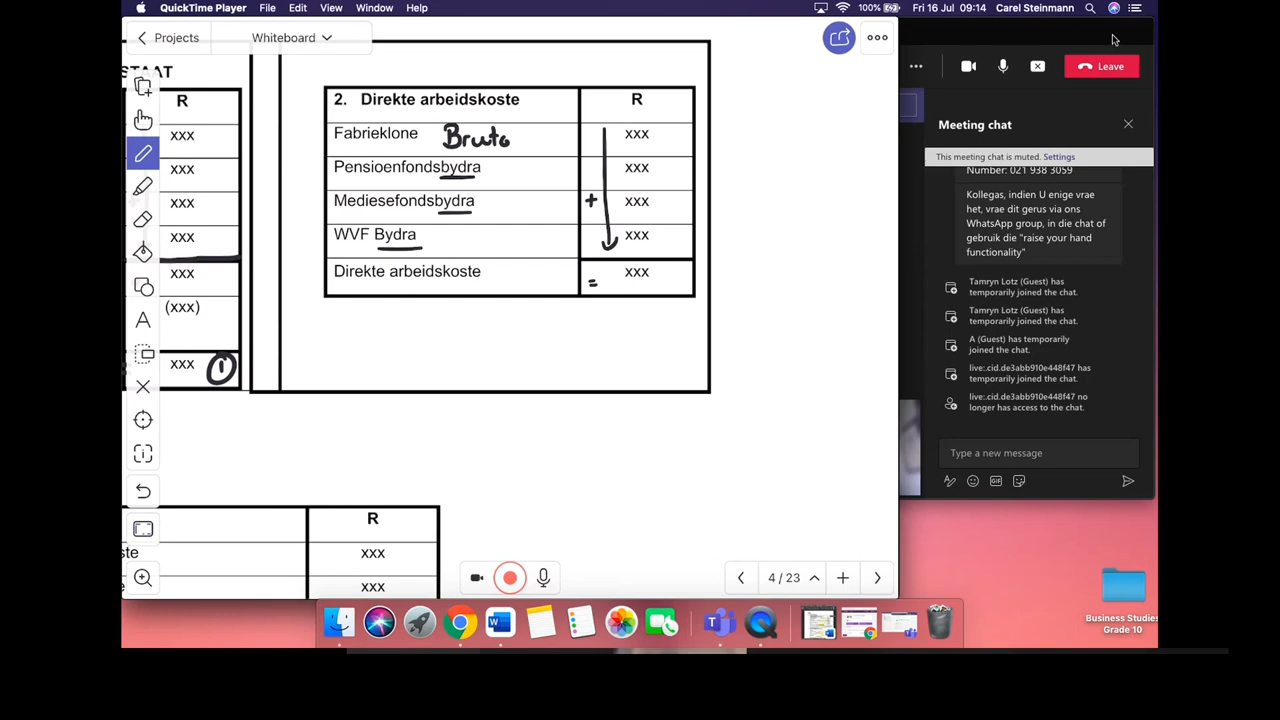 QuickTime Player File Edit View Window Help 100% Fri 16 Jul 09:14 Carel Steinmann
Projects
Whiteboard
STAAT
R
xxx
xxx
xxx
xxx
xxx
(xxx)
xxx 1
2. Direkte arbeidskoste R
Fabrieklone Bruto xxx
Pensioenfondsbydra xxx
Mediesefondsbydra + xxx
WVF Bydra xxx
Direkte arbeidskoste = xxx
R
ste xxx
xxx
4 / 23
Leave
Meeting chat
This meeting chat is muted. Settings
Number: 021 938 3059
Kollegas, indien U enige vrae
het, vrae dit gerus via ons
WhatsApp group, in die chat of
gebruik die "raise your hand
functionality"
Tamryn Lotz (Guest) has
temporarily joined the chat.
Tamryn Lotz (Guest) has
temporarily joined the chat.
A (Guest) has temporarily
joined the chat.
live:.cid.de3abb910e448f47 has
temporarily joined the chat.
live:.cid.de3abb910e448f47 no
longer has access to the chat.
Type a new message
GIF
Business Studies
Grade 10